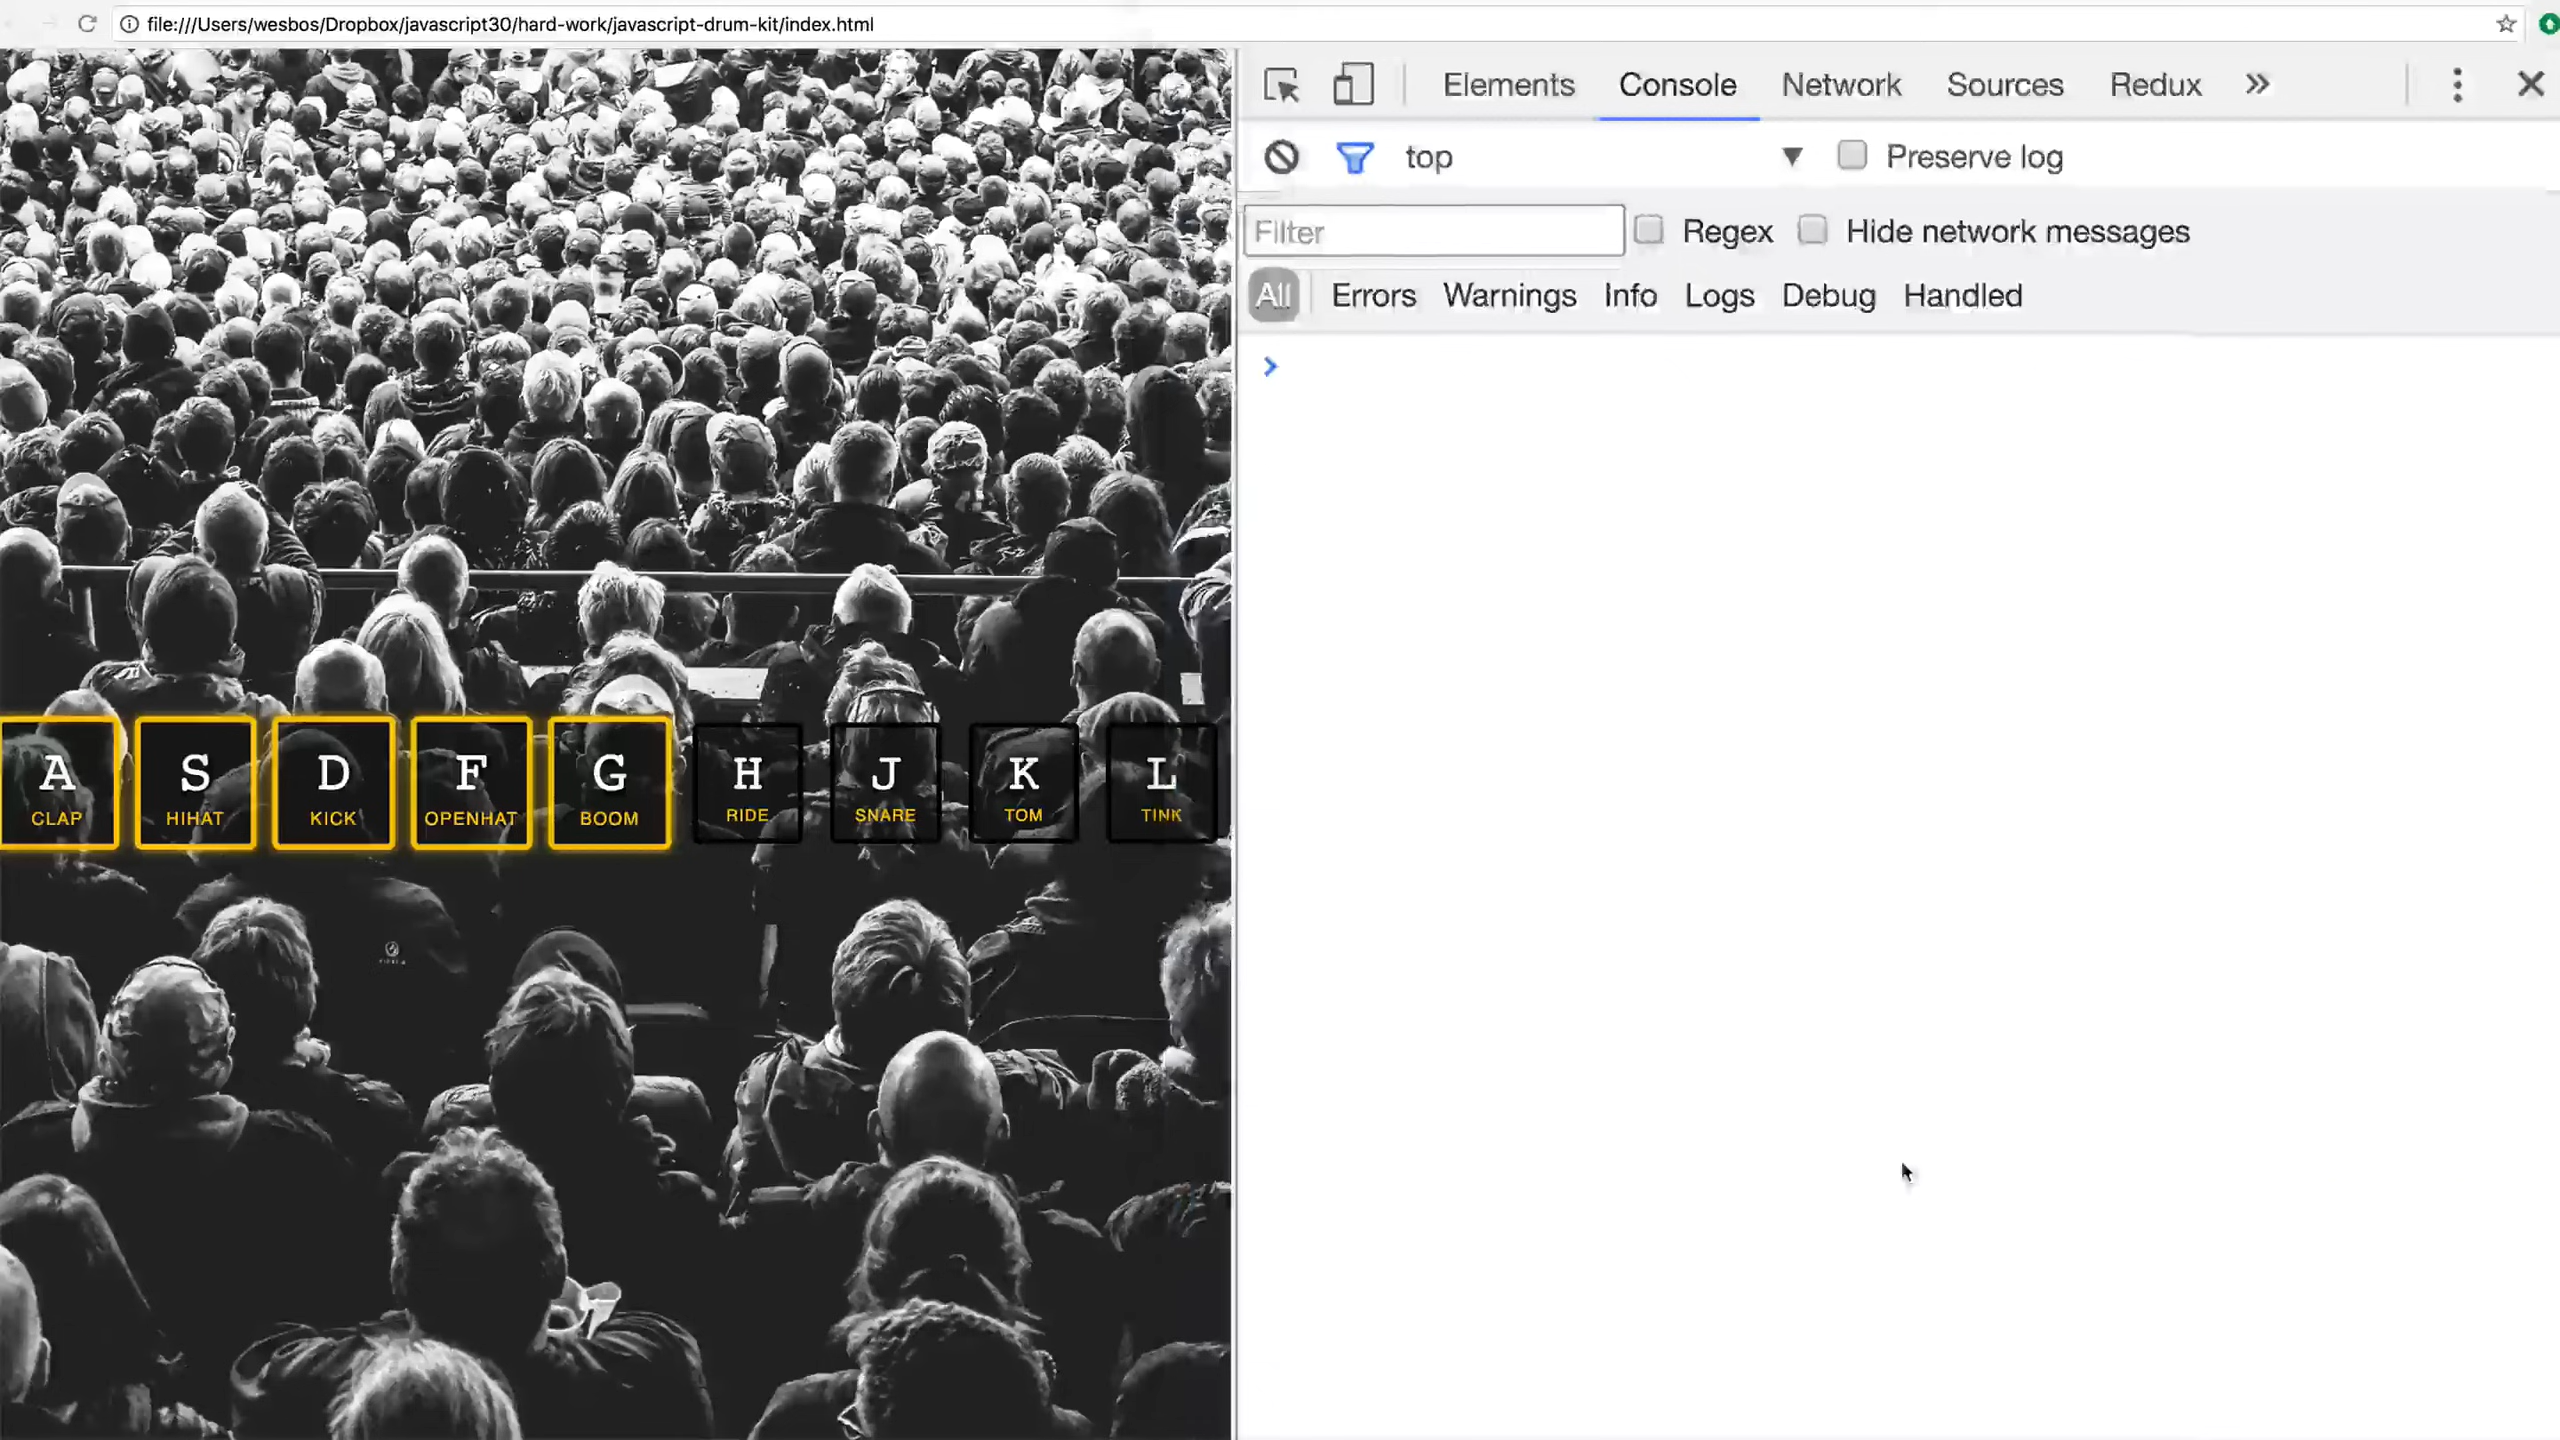 file:///Users/wesbos/Dropbox/javascript30/hard-work/javascript-drum-kit/index.html
Elements Console Network Sources Redux »
top ▼ Preserve log
Filter Regex Hide network messages
All Errors Warnings Info Logs Debug Handled
A S D F G H J K L
CLAP HIHAT KICK OPENHAT BOOM RIDE SNARE TOM TINK